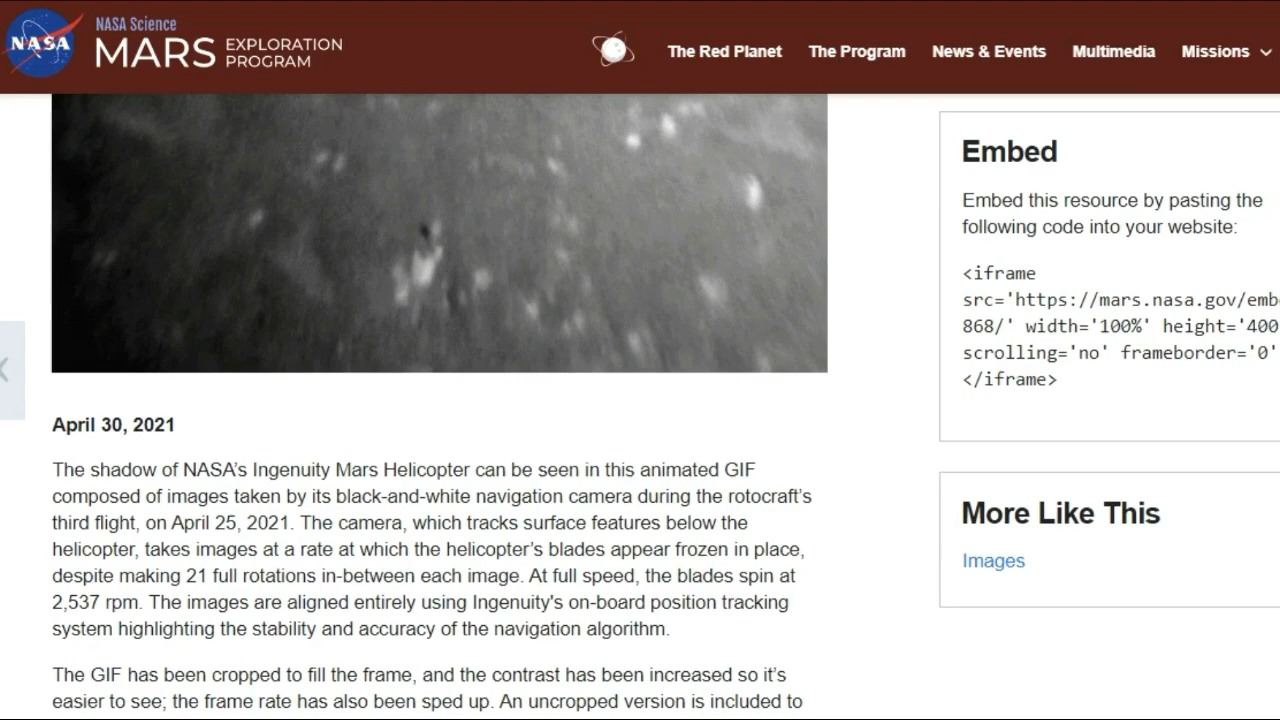 NASA
NASA Science
MARS EXPLORATION PROGRAM
The Red Planet
The Program
News & Events
Multimedia
Missions
April 30, 2021
The shadow of NASA’s Ingenuity Mars Helicopter can be seen in this animated GIF
composed of images taken by its black-and-white navigation camera during the rotocraft’s
third flight, on April 25, 2021. The camera, which tracks surface features below the
helicopter, takes images at a rate at which the helicopter’s blades appear frozen in place,
despite making 21 full rotations in-between each image. At full speed, the blades spin at
2,537 rpm. The images are aligned entirely using Ingenuity's on-board position tracking
system highlighting the stability and accuracy of the navigation algorithm.
The GIF has been cropped to fill the frame, and the contrast has been increased so it’s
easier to see; the frame rate has also been sped up. An uncropped version is included to
Embed
Embed this resource by pasting the
following code into your website:
<iframe
src='https://mars.nasa.gov/emb
868/' width='100%' height='400
scrolling='no' frameborder='0'
</iframe>
More Like This
Images